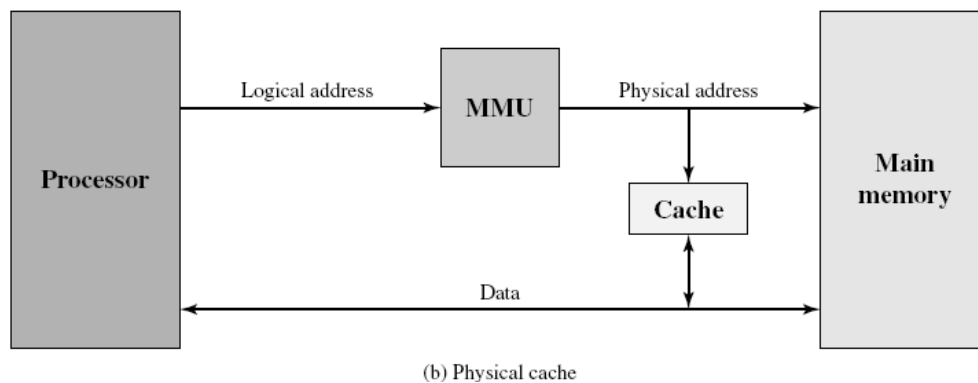 Logical address
MMU
Physical address
Processor
Main
memory
Cache
Data
(b) Physical cache